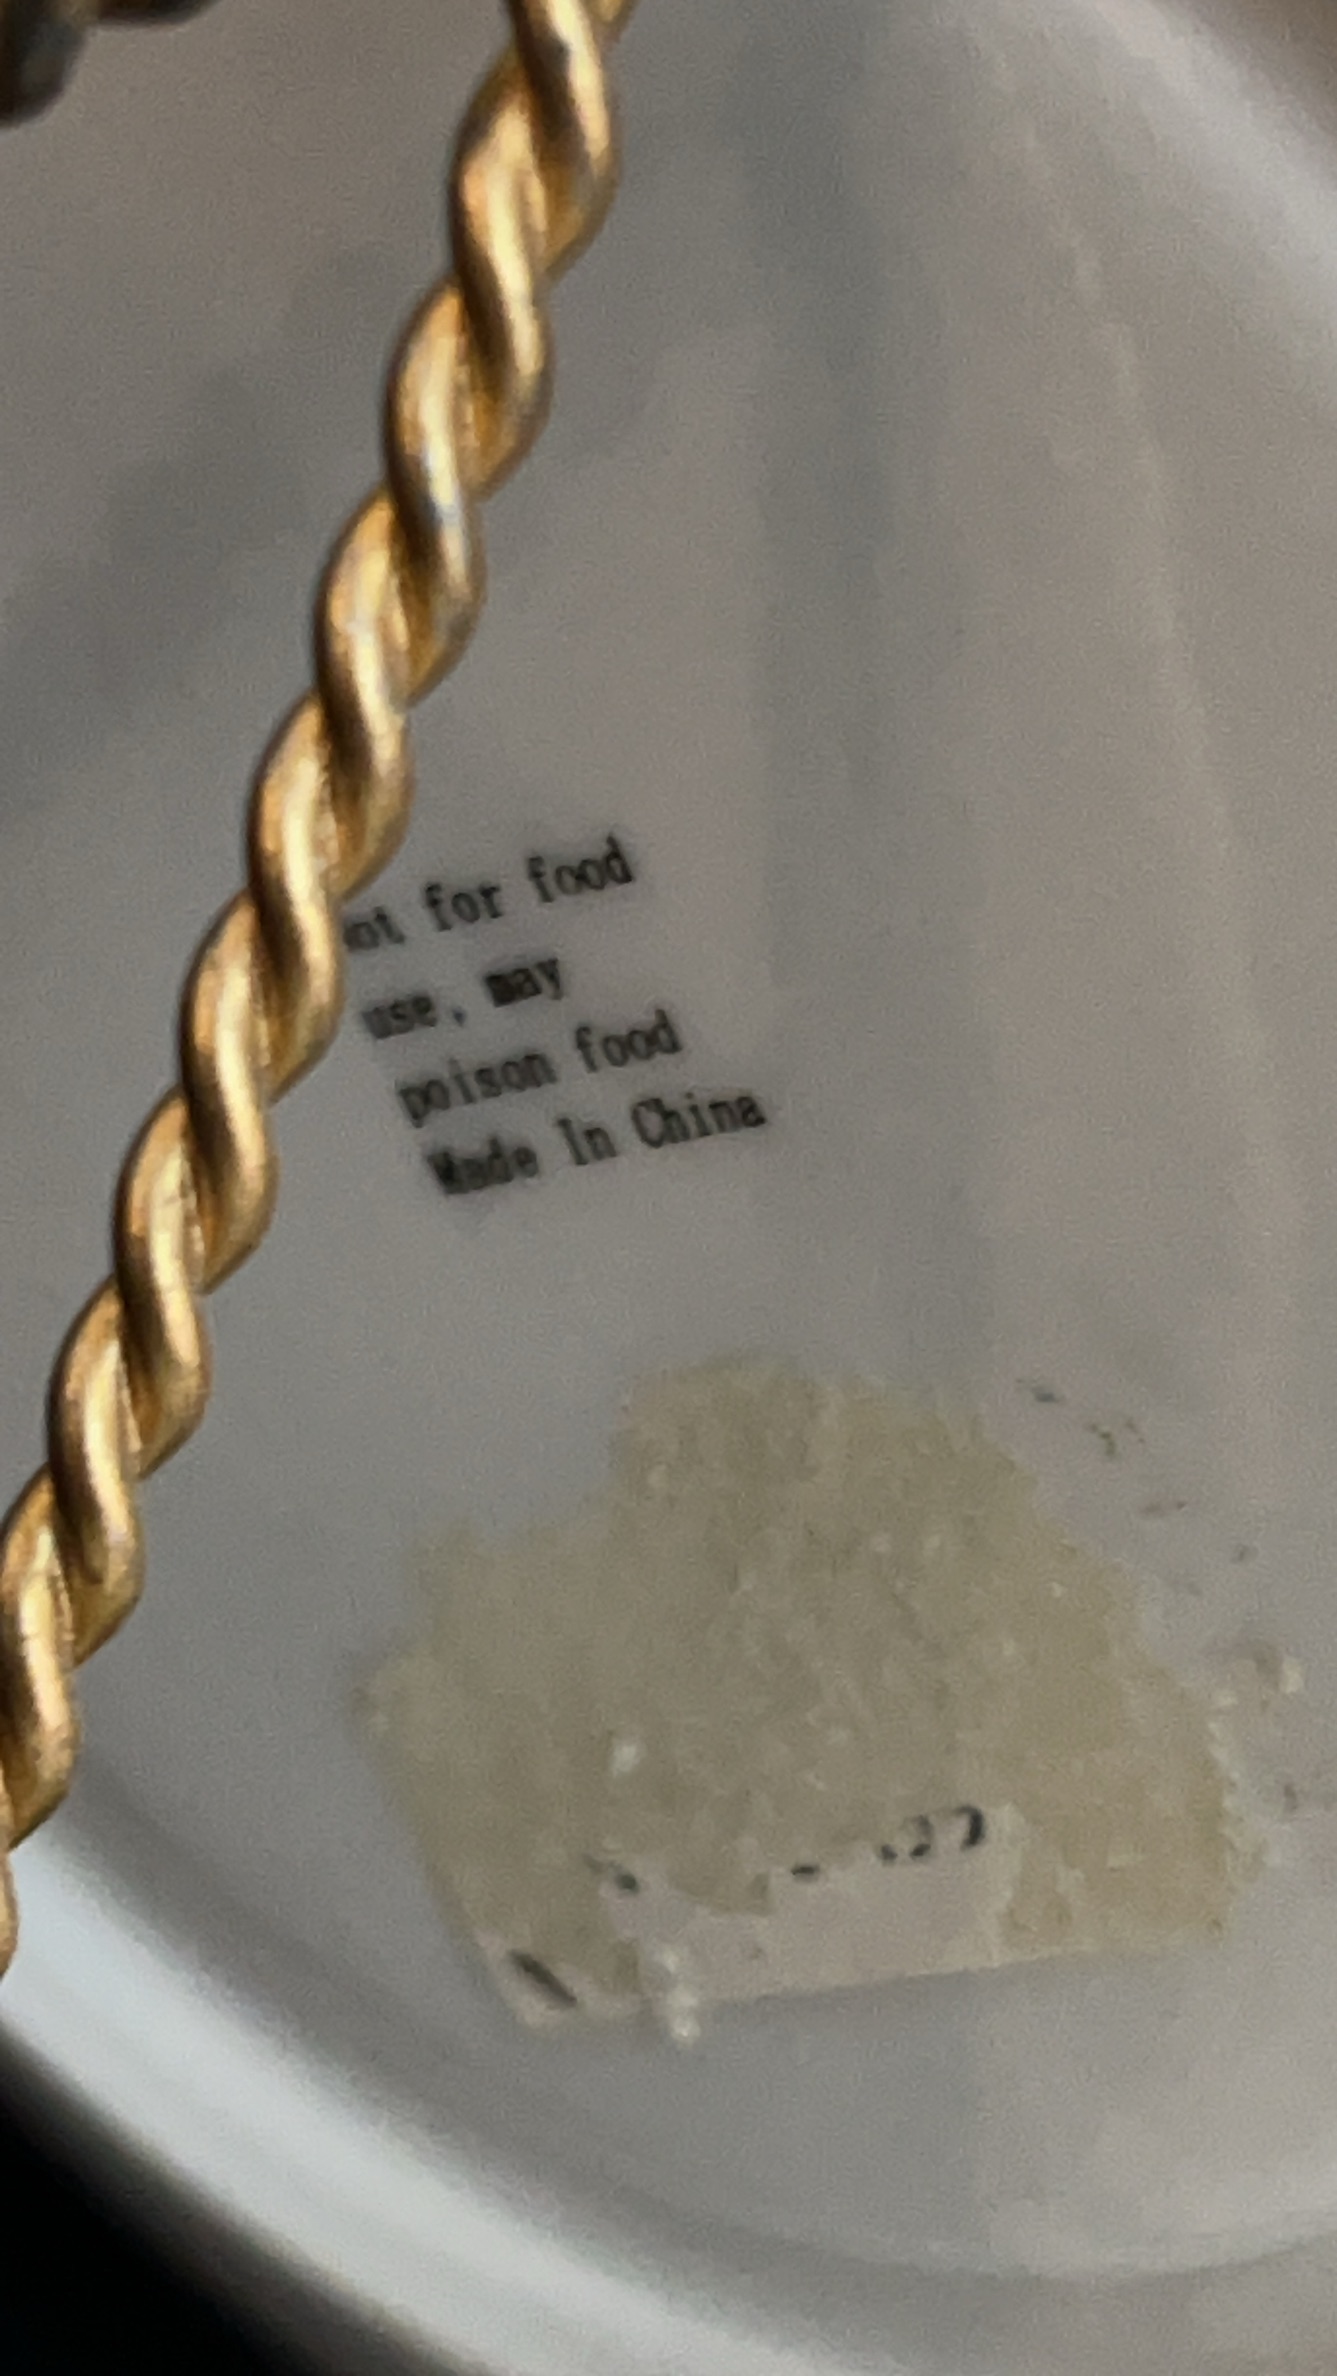 ot for food
use, may
poison food
Made In China